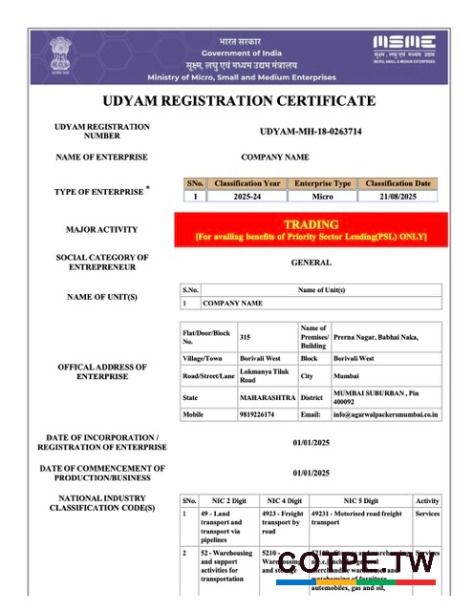 भारत सरकार
Government of India
सूक्ष्म, लघु एवं मध्यम उद्यम मंत्रालय
Ministry of Micro, Small and Medium Enterprises
MSME
सूक्ष्म, लघु एवं मध्यम उद्यम
MICRO, SMALL & MEDIUM ENTERPRISES
UDYAM REGISTRATION CERTIFICATE
UDYAM REGISTRATION NUMBER UDYAM-MH-18-0263714
NAME OF ENTERPRISE COMPANY NAME
TYPE OF ENTERPRISE *
SNo. Classification Year Enterprise Type Classification Date
1 2025-24 Micro 21/08/2025
MAJOR ACTIVITY
TRADING
[For availing benefits of Priority Sector Lending(PSL) ONLY]
SOCIAL CATEGORY OF ENTREPRENEUR GENERAL
NAME OF UNIT(S)
S.No. Name of Unit(s)
1 COMPANY NAME
OFFICAL ADDRESS OF ENTERPRISE
Flat/Door/Block No. 315 Name of Premises/ Building Prerna Nagar, Babhai Naka,
Village/Town Borivali West Block Borivali West
Road/Street/Lane Lokmanya Tilak Road City Mumbai
State MAHARASHTRA District MUMBAI SUBURBAN , Pin 400092
Mobile 9819226174 Email: info@agarwalpackersmumbai.co.in
DATE OF INCORPORATION / REGISTRATION OF ENTERPRISE 01/01/2025
DATE OF COMMENCEMENT OF PRODUCTION/BUSINESS 01/01/2025
NATIONAL INDUSTRY CLASSIFICATION CODE(S)
SNo. NIC 2 Digit NIC 4 Digit NIC 5 Digit Activity
1 49 - Land transport and transport via pipelines 4923 - Freight transport by road 49231 - Motorised road freight transport Services
2 52 - Warehousing and support activities for transportation 5210 - Warehousing and Services
automobiles, gas and oil,
COTPE.TW